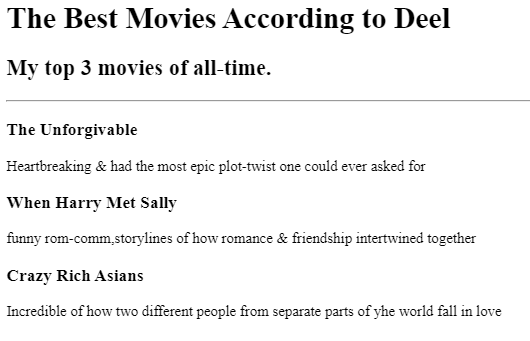 The Best Movies According to Deel
My top 3 movies of all-time.
The Unforgivable
Heartbreaking & had the most epic plot-twist one could ever asked for
When Harry Met Sally
funny rom-comm,storylines of how romance & friendship intertwined together
Crazy Rich Asians
Incredible of how two different people from separate parts of yhe world fall in love